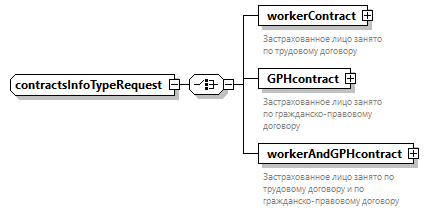 workerContract
Застрахованное лицо занято
по трудовому договору
contractsInfoTypeRequest
GPHcontract
Застрахованное лицо занято
по гражданско-правовому
договору
workerAndGPHcontract
Застрахованное лицо занято по
трудовому договору и по
гражданско-правовому договору